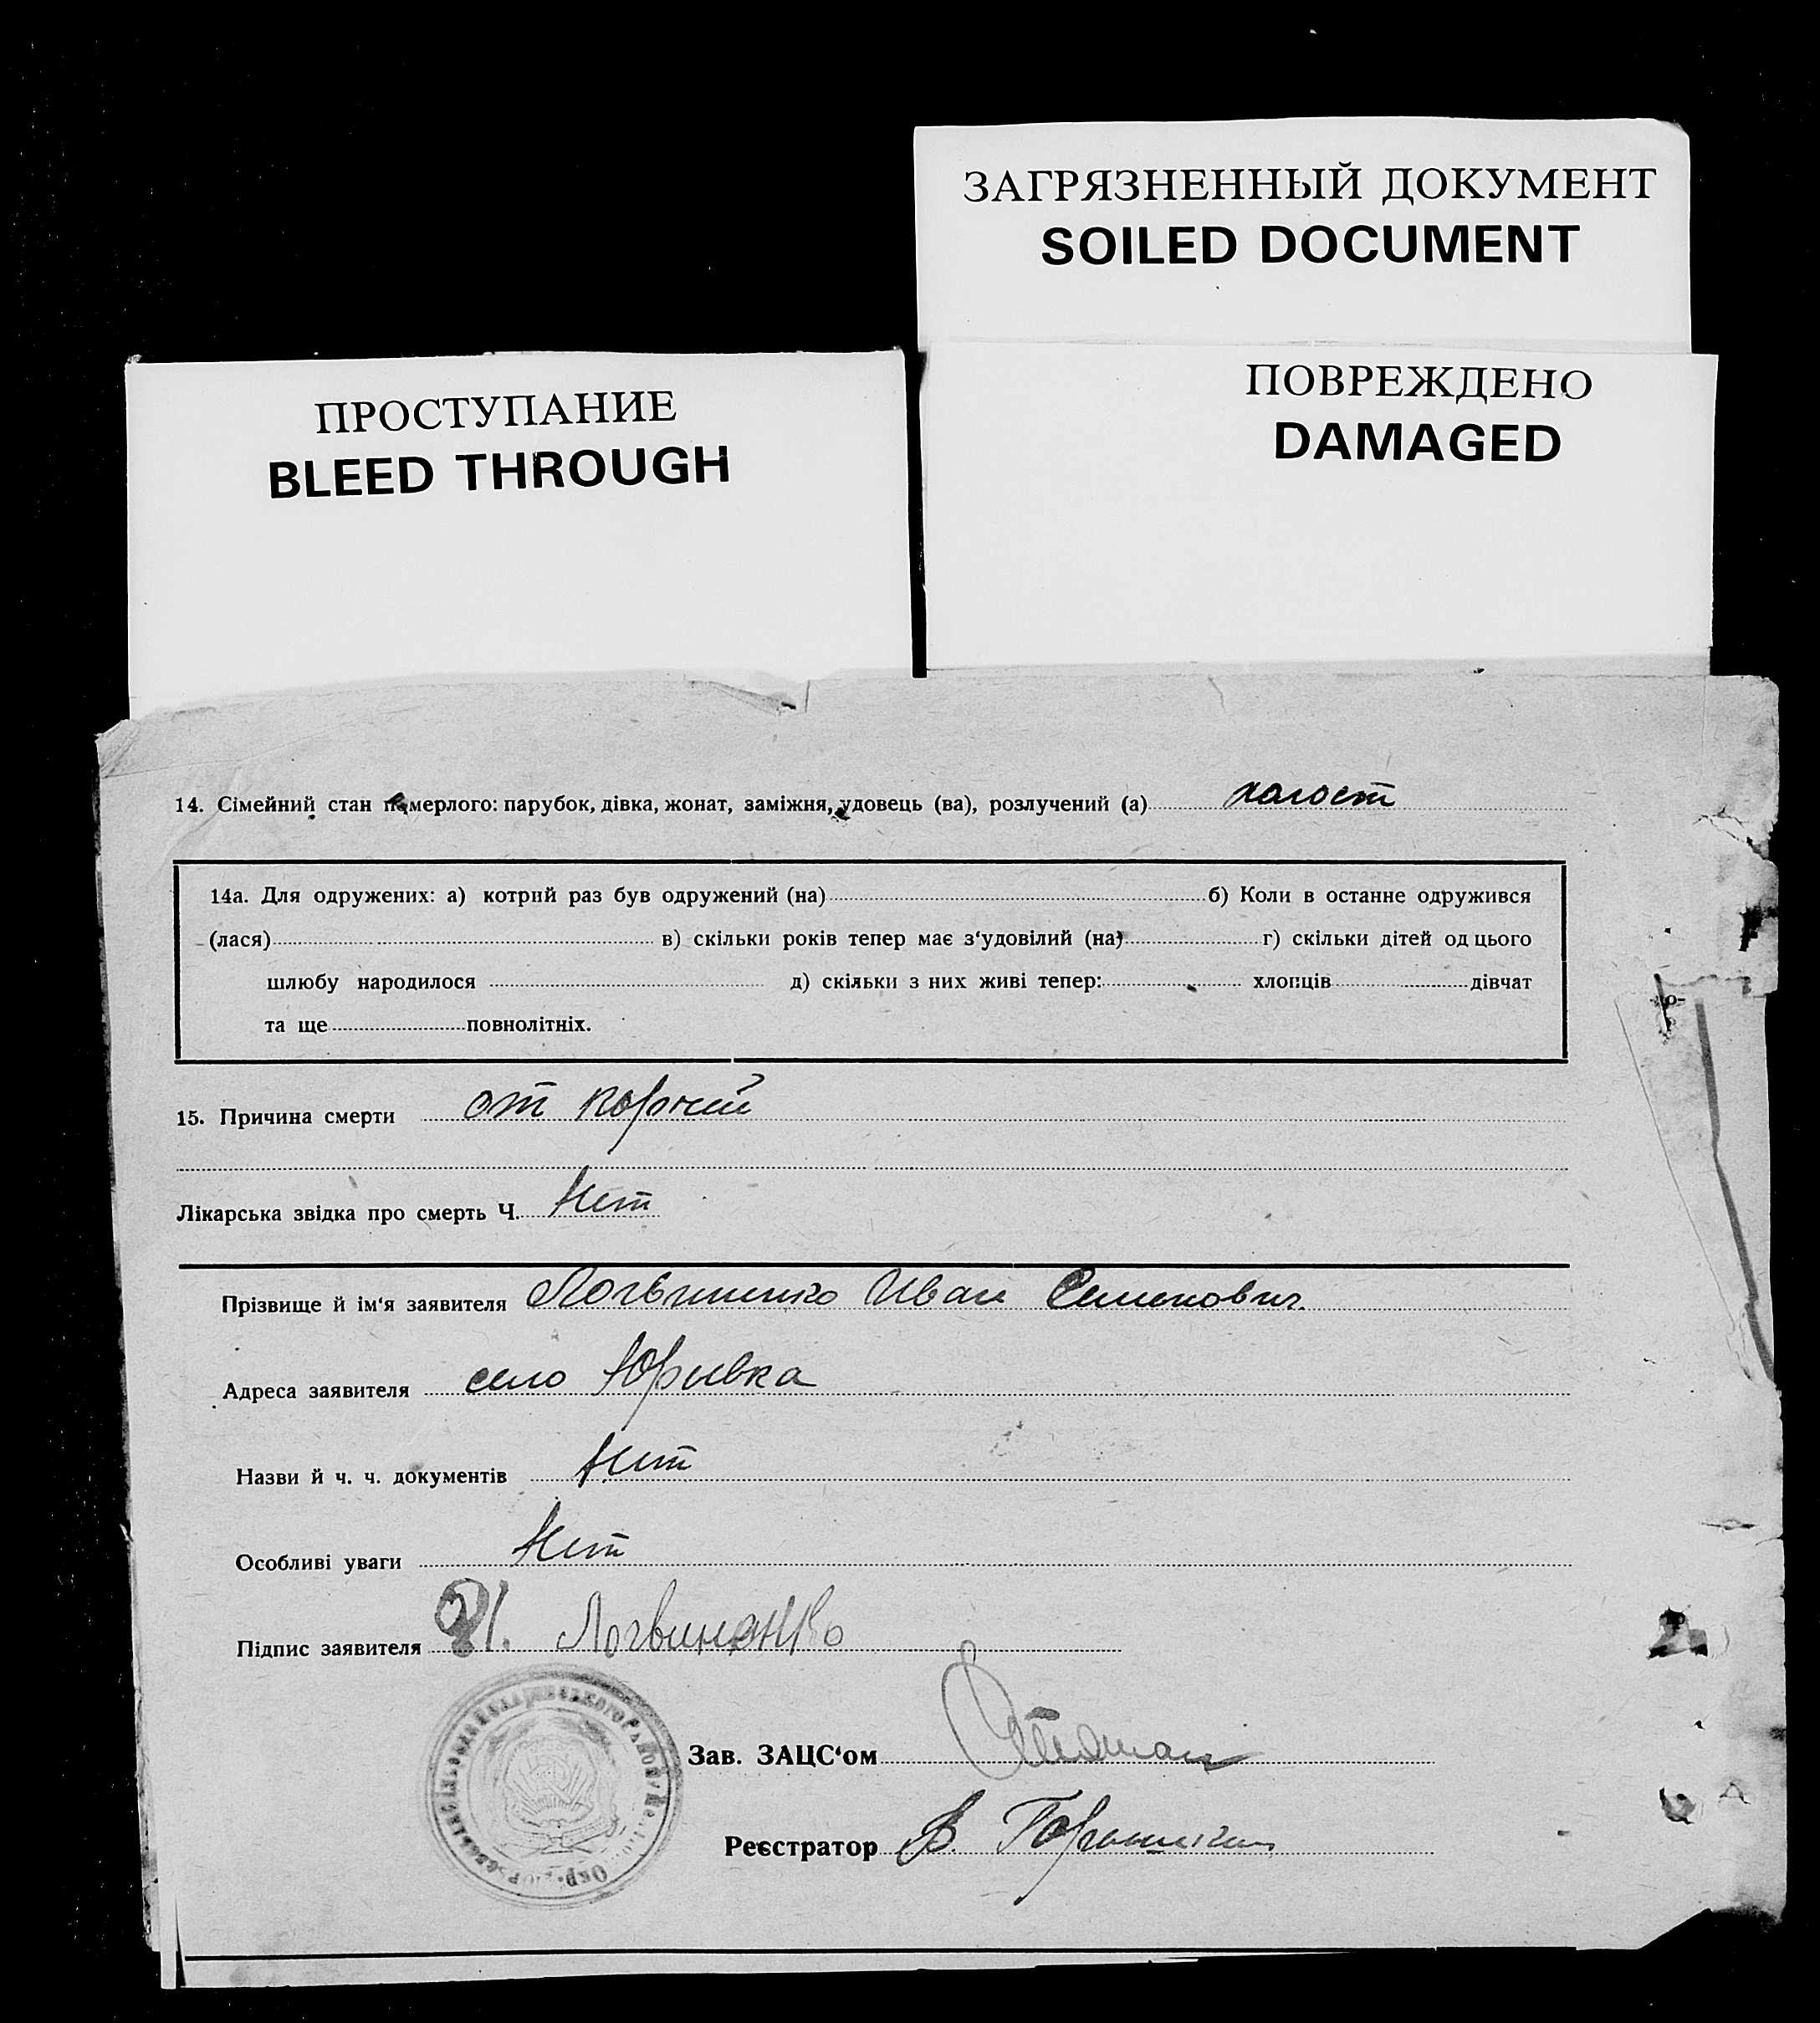 ЗАГРЯЗНЕННЫЙ ДОКУМЕНТ
SOILED DOCUMENT
ПРОСТУПАНИЕ
BLEED THROUGH
ПОВРЕЖДЕНО
DAMAGED
14. Сімейний стан померлого: парубок, дівка, жонат, заміжня, удовець (ва), розлучений (а) холост
14а. Для одружених: а) котрий раз був одружений (на) б) Коли в останне одружився
(лася) в) скільки років тепер має з‘удовілий (на) г) скільки дітей од цього
шлюбу народилося д) скільки з них живі тепер: хлопців дівчат
та ще повнолітніх.
15. Причина смерти от корчей
Лікарська звідка про смерть Ч. Нет
Прізвище й ім‘я заявителя Логвиненко Иван Семенович
Адреса заявителя село Юрьевка
Назви й ч. ч. документів Нет
Особливі уваги Нет
Підпис заявителя И. Логвиненко
Зав. ЗАЦС‘ом
Реєстратор В.